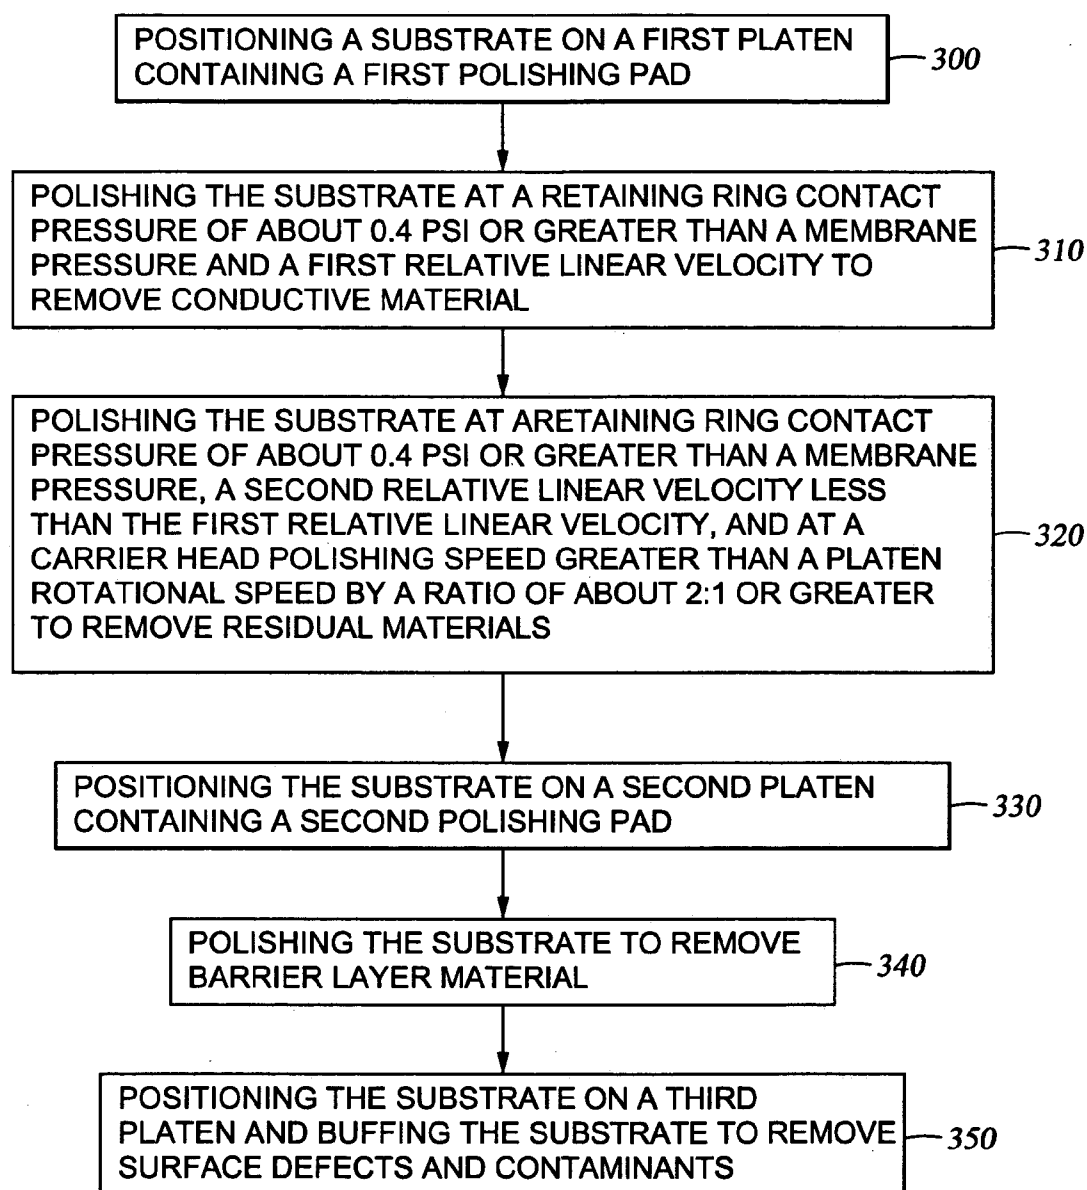 POSITIONING A SUBSTRATE ON A FIRST PLATEN
CONTAINING A FIRST POLISHING PAD
300
POLISHING THE SUBSTRATE AT A RETAINING RING CONTACT
PRESSURE OF ABOUT 0.4 PSI OR GREATER THAN A MEMBRANE
PRESSURE AND A FIRST RELATIVE LINEAR VELOCITY TO
REMOVE CONDUCTIVE MATERIAL
310
POLISHING THE SUBSTRATE AT ARETAINING RING CONTACT
PRESSURE OF ABOUT 0.4 PSI OR GREATER THAN A MEMBRANE
PRESSURE, A SECOND RELATIVE LINEAR VELOCITY LESS
THAN THE FIRST RELATIVE LINEAR VELOCITY, AND AT A
CARRIER HEAD POLISHING SPEED GREATER THAN A PLATEN
ROTATIONAL SPEED BY A RATIO OF ABOUT 2:1 OR GREATER
TO REMOVE RESIDUAL MATERIALS
320
POSITIONING THE SUBSTRATE ON A SECOND PLATEN
CONTAINING A SECOND POLISHING PAD
330
POLISHING THE SUBSTRATE TO REMOVE
BARRIER LAYER MATERIAL
340
POSITIONING THE SUBSTRATE ON A THIRD
PLATEN AND BUFFING THE SUBSTRATE TO REMOVE
SURFACE DEFECTS AND CONTAMINANTS
350